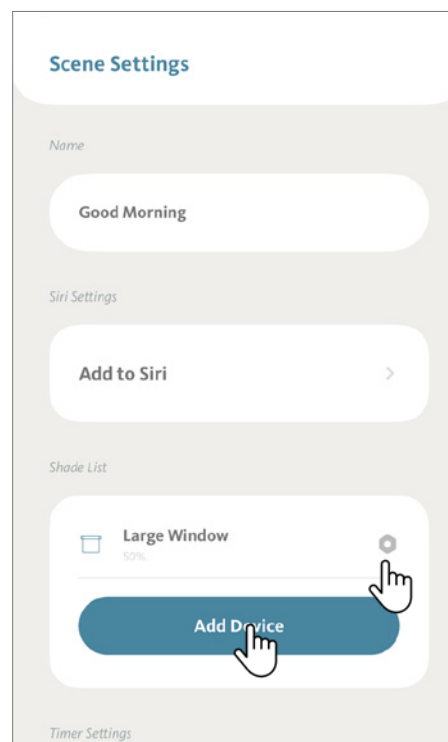 Scene Settings
Name
Good Morning
Siri Settings
Add to Siri
Shade List
Large Window
50%
Add Device
Timer Settings